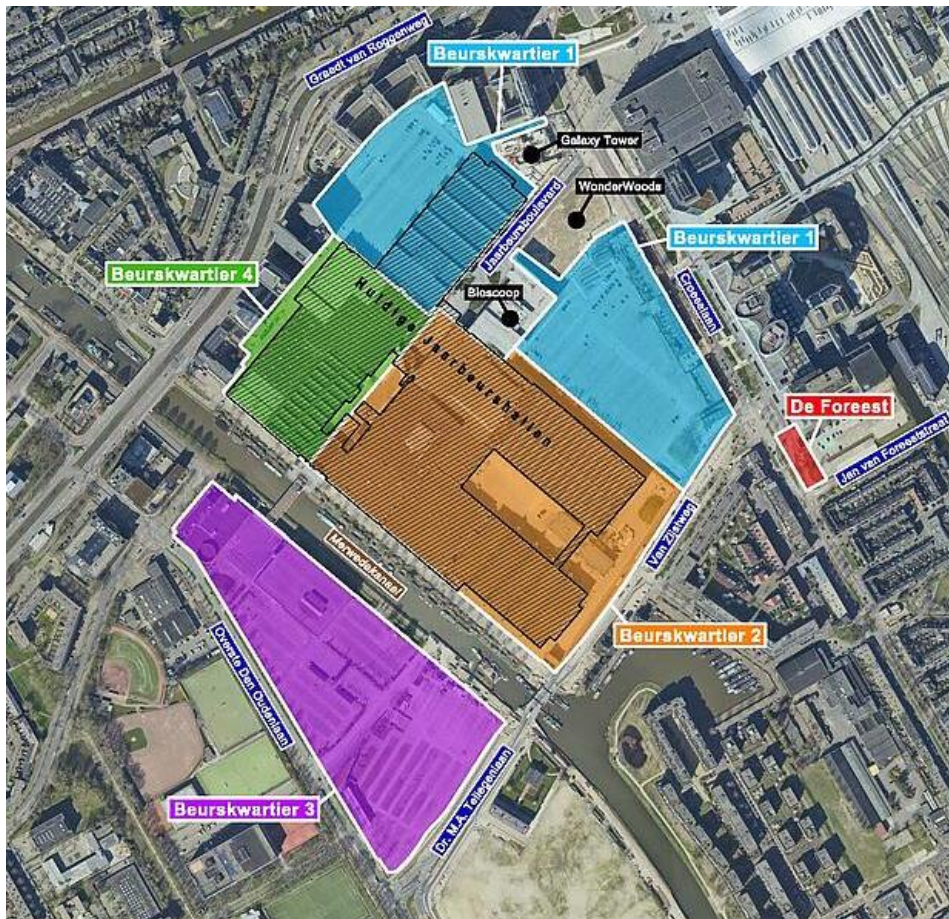 Graadt van Roggenweg
Beurskwartier 1
Galaxy Tower
WonderWoods
Jaarbeursboulevard
Beurskwartier 1
Beurskwartier 4
Croeselaan
Bioscoop
Huidige
Jaarbeurshallen
De Foreest
Jan van Foreeststraat
Van Zijstweg
Merwedekanaal
Beurskwartier 2
Overste Den Oudenlaan
Beurskwartier 3
Dr. M.A. Tellegenlaan